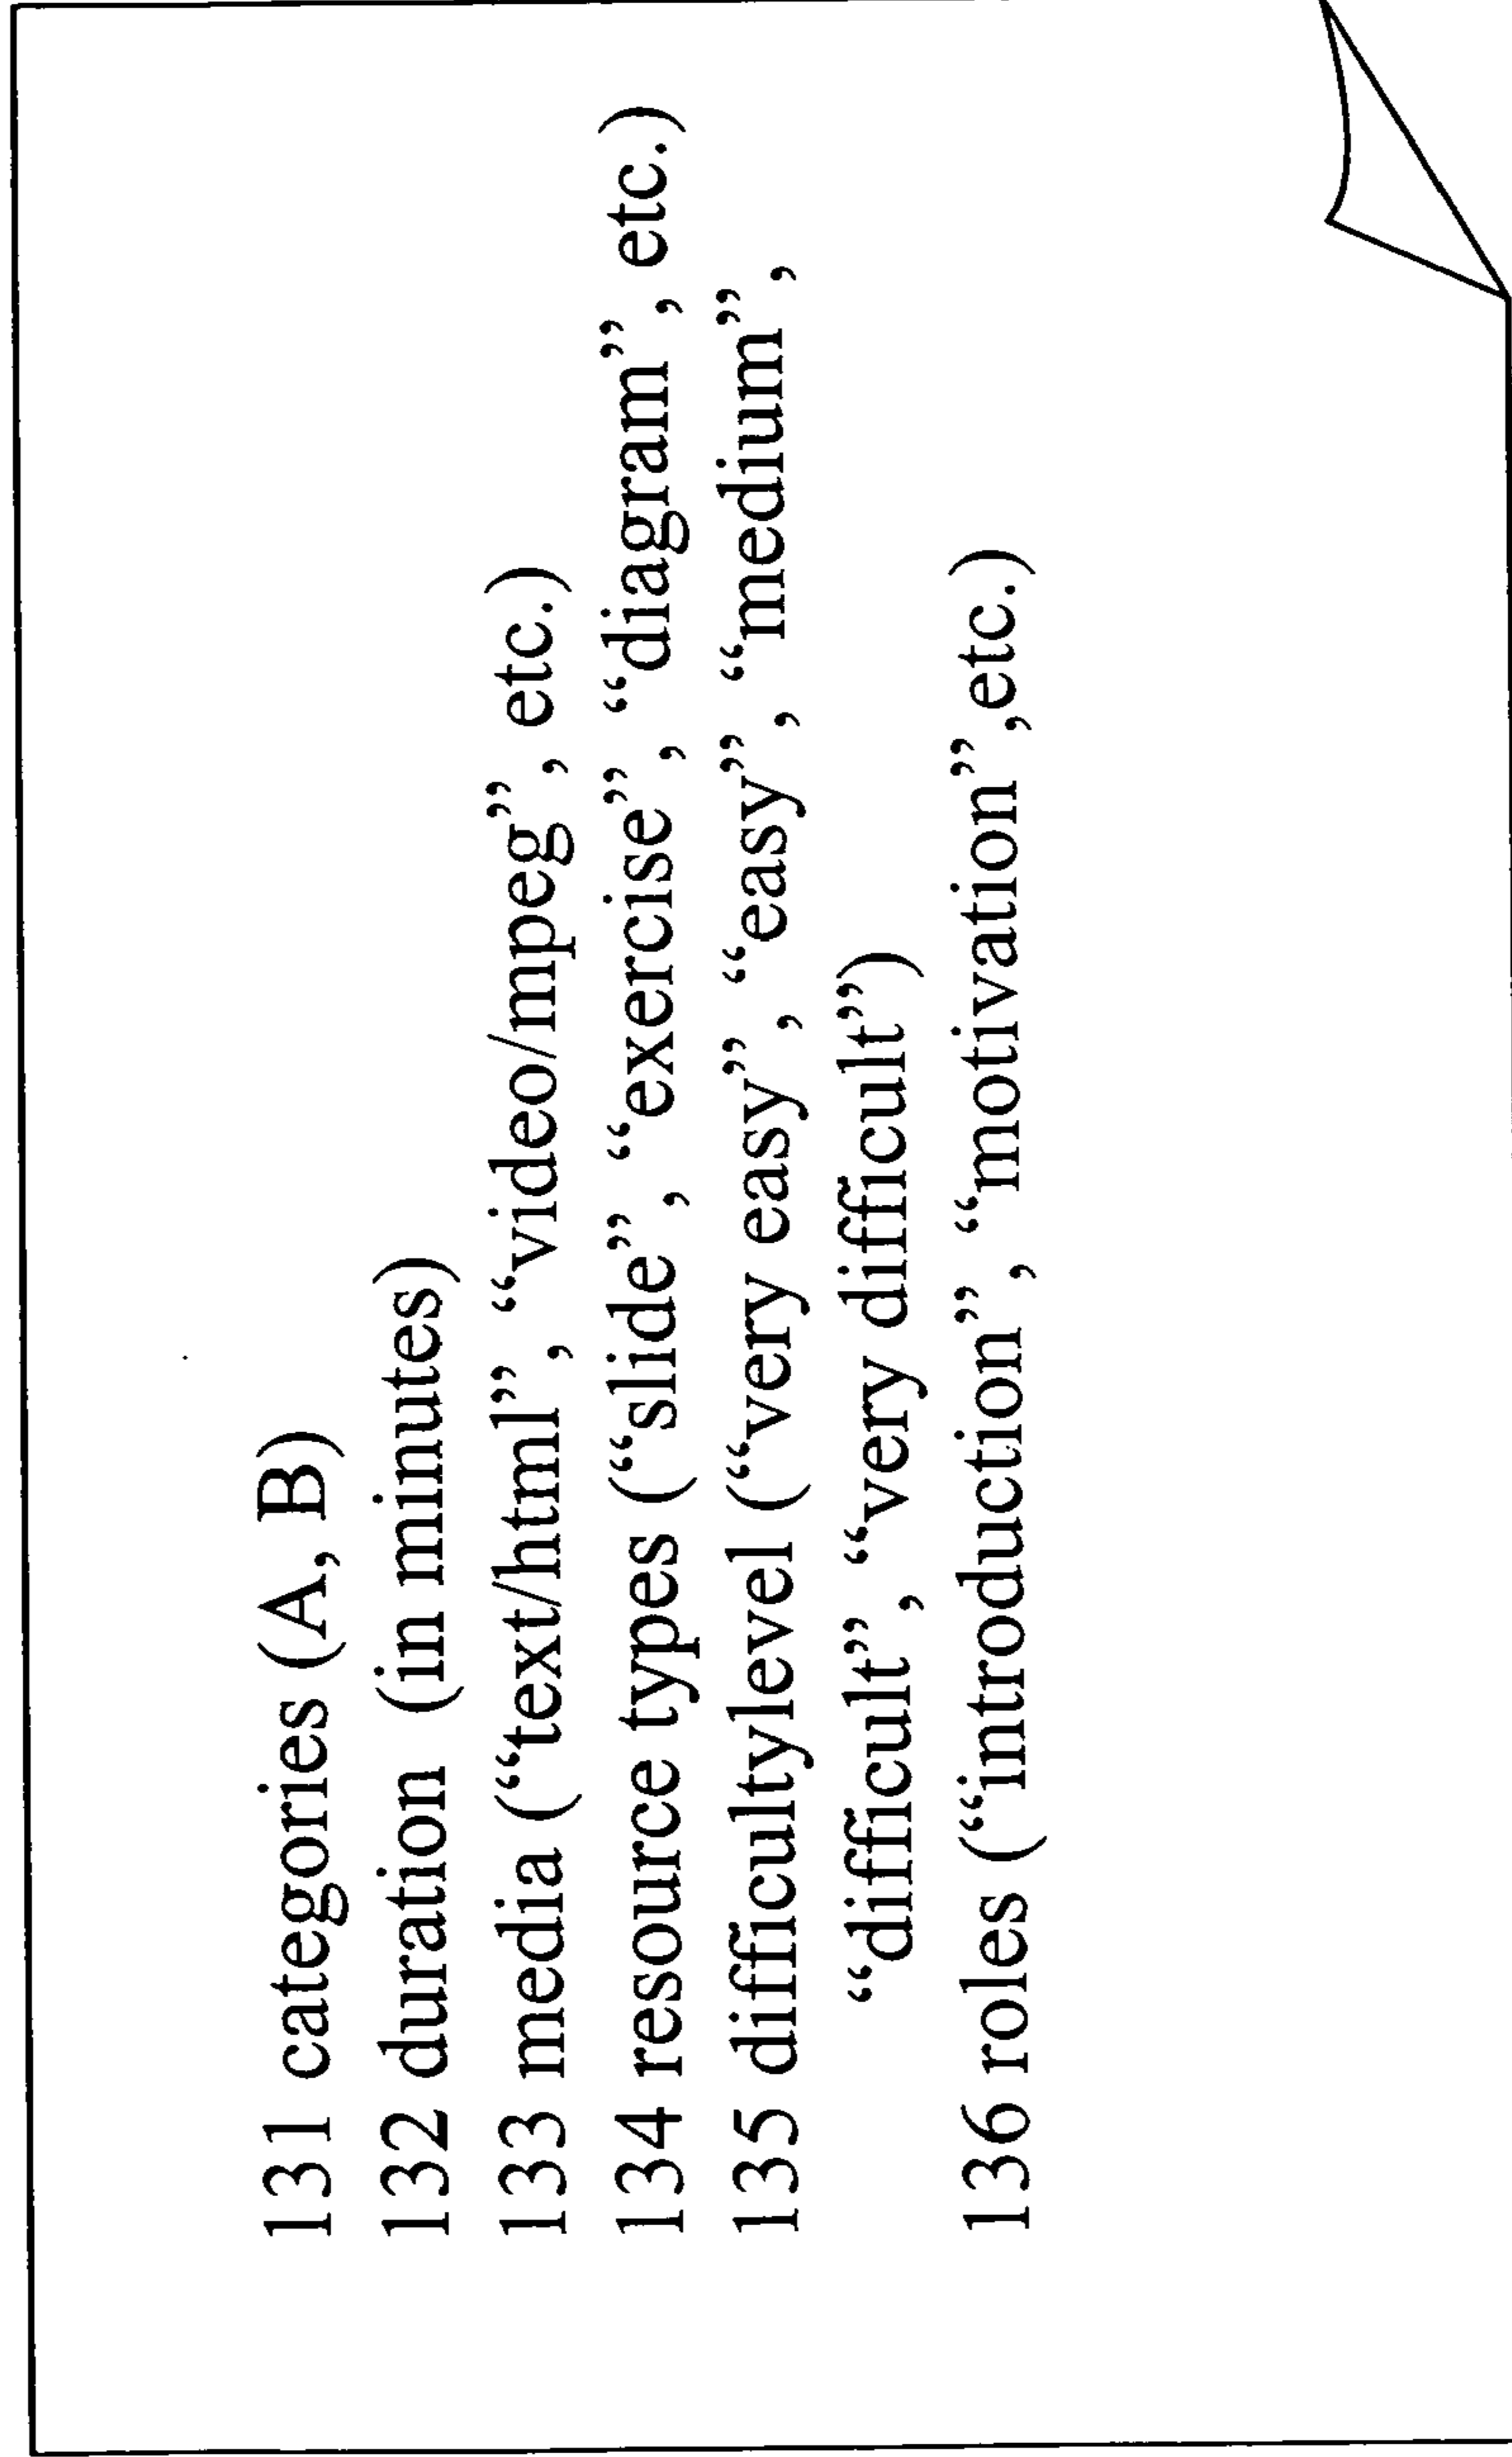 131 categories (A, B)
132 duration (in minutes)
133 media (“text/html”, “video/mpeg”, etc.)
134 resource types (“slide”, “exercise”, “diagram”, etc.)
135 difficultylevel (“very easy”, “easy”, “medium”,
“difficult”, “very difficult”)
136 roles (“introduction”, “motivation”,etc.)